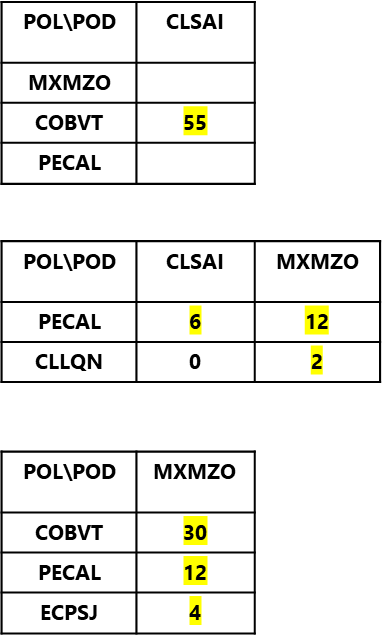 POL\POD CLSAI
MXMZO
COBVT 55
PECAL
POL\POD CLSAI MXMZO
PECAL 6 12
CLLQN 0 2
POL\POD MXMZO
COBVT 30
PECAL 12
ECPSJ 4